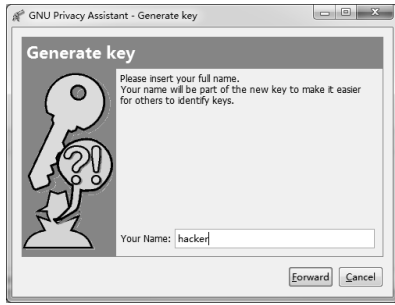 GNU Privacy Assistant - Generate key
Generate key
Please insert your full name.
Your name will be part of the new key to make it easier
for others to identify keys.
?!
Your Name: hacker
Forward Cancel